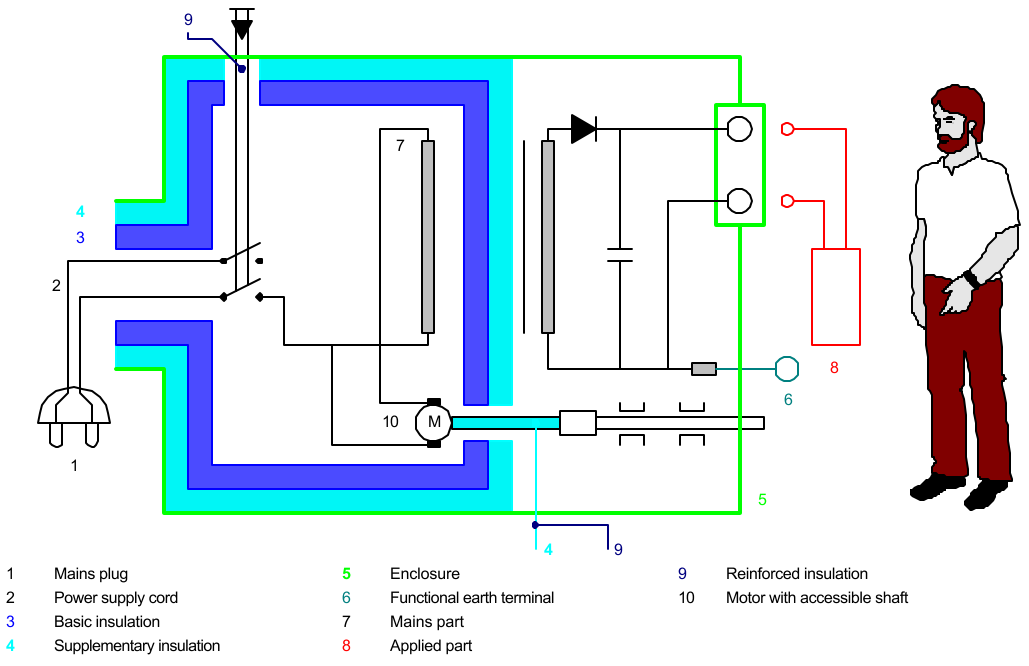 9
7
4
3
2
8
6
10 M
1
5
4 9
1 Mains plug 5 Enclosure 9 Reinforced insulation
2 Power supply cord 6 Functional earth terminal 10 Motor with accessible shaft
3 Basic insulation 7 Mains part
4 Supplementary insulation 8 Applied part